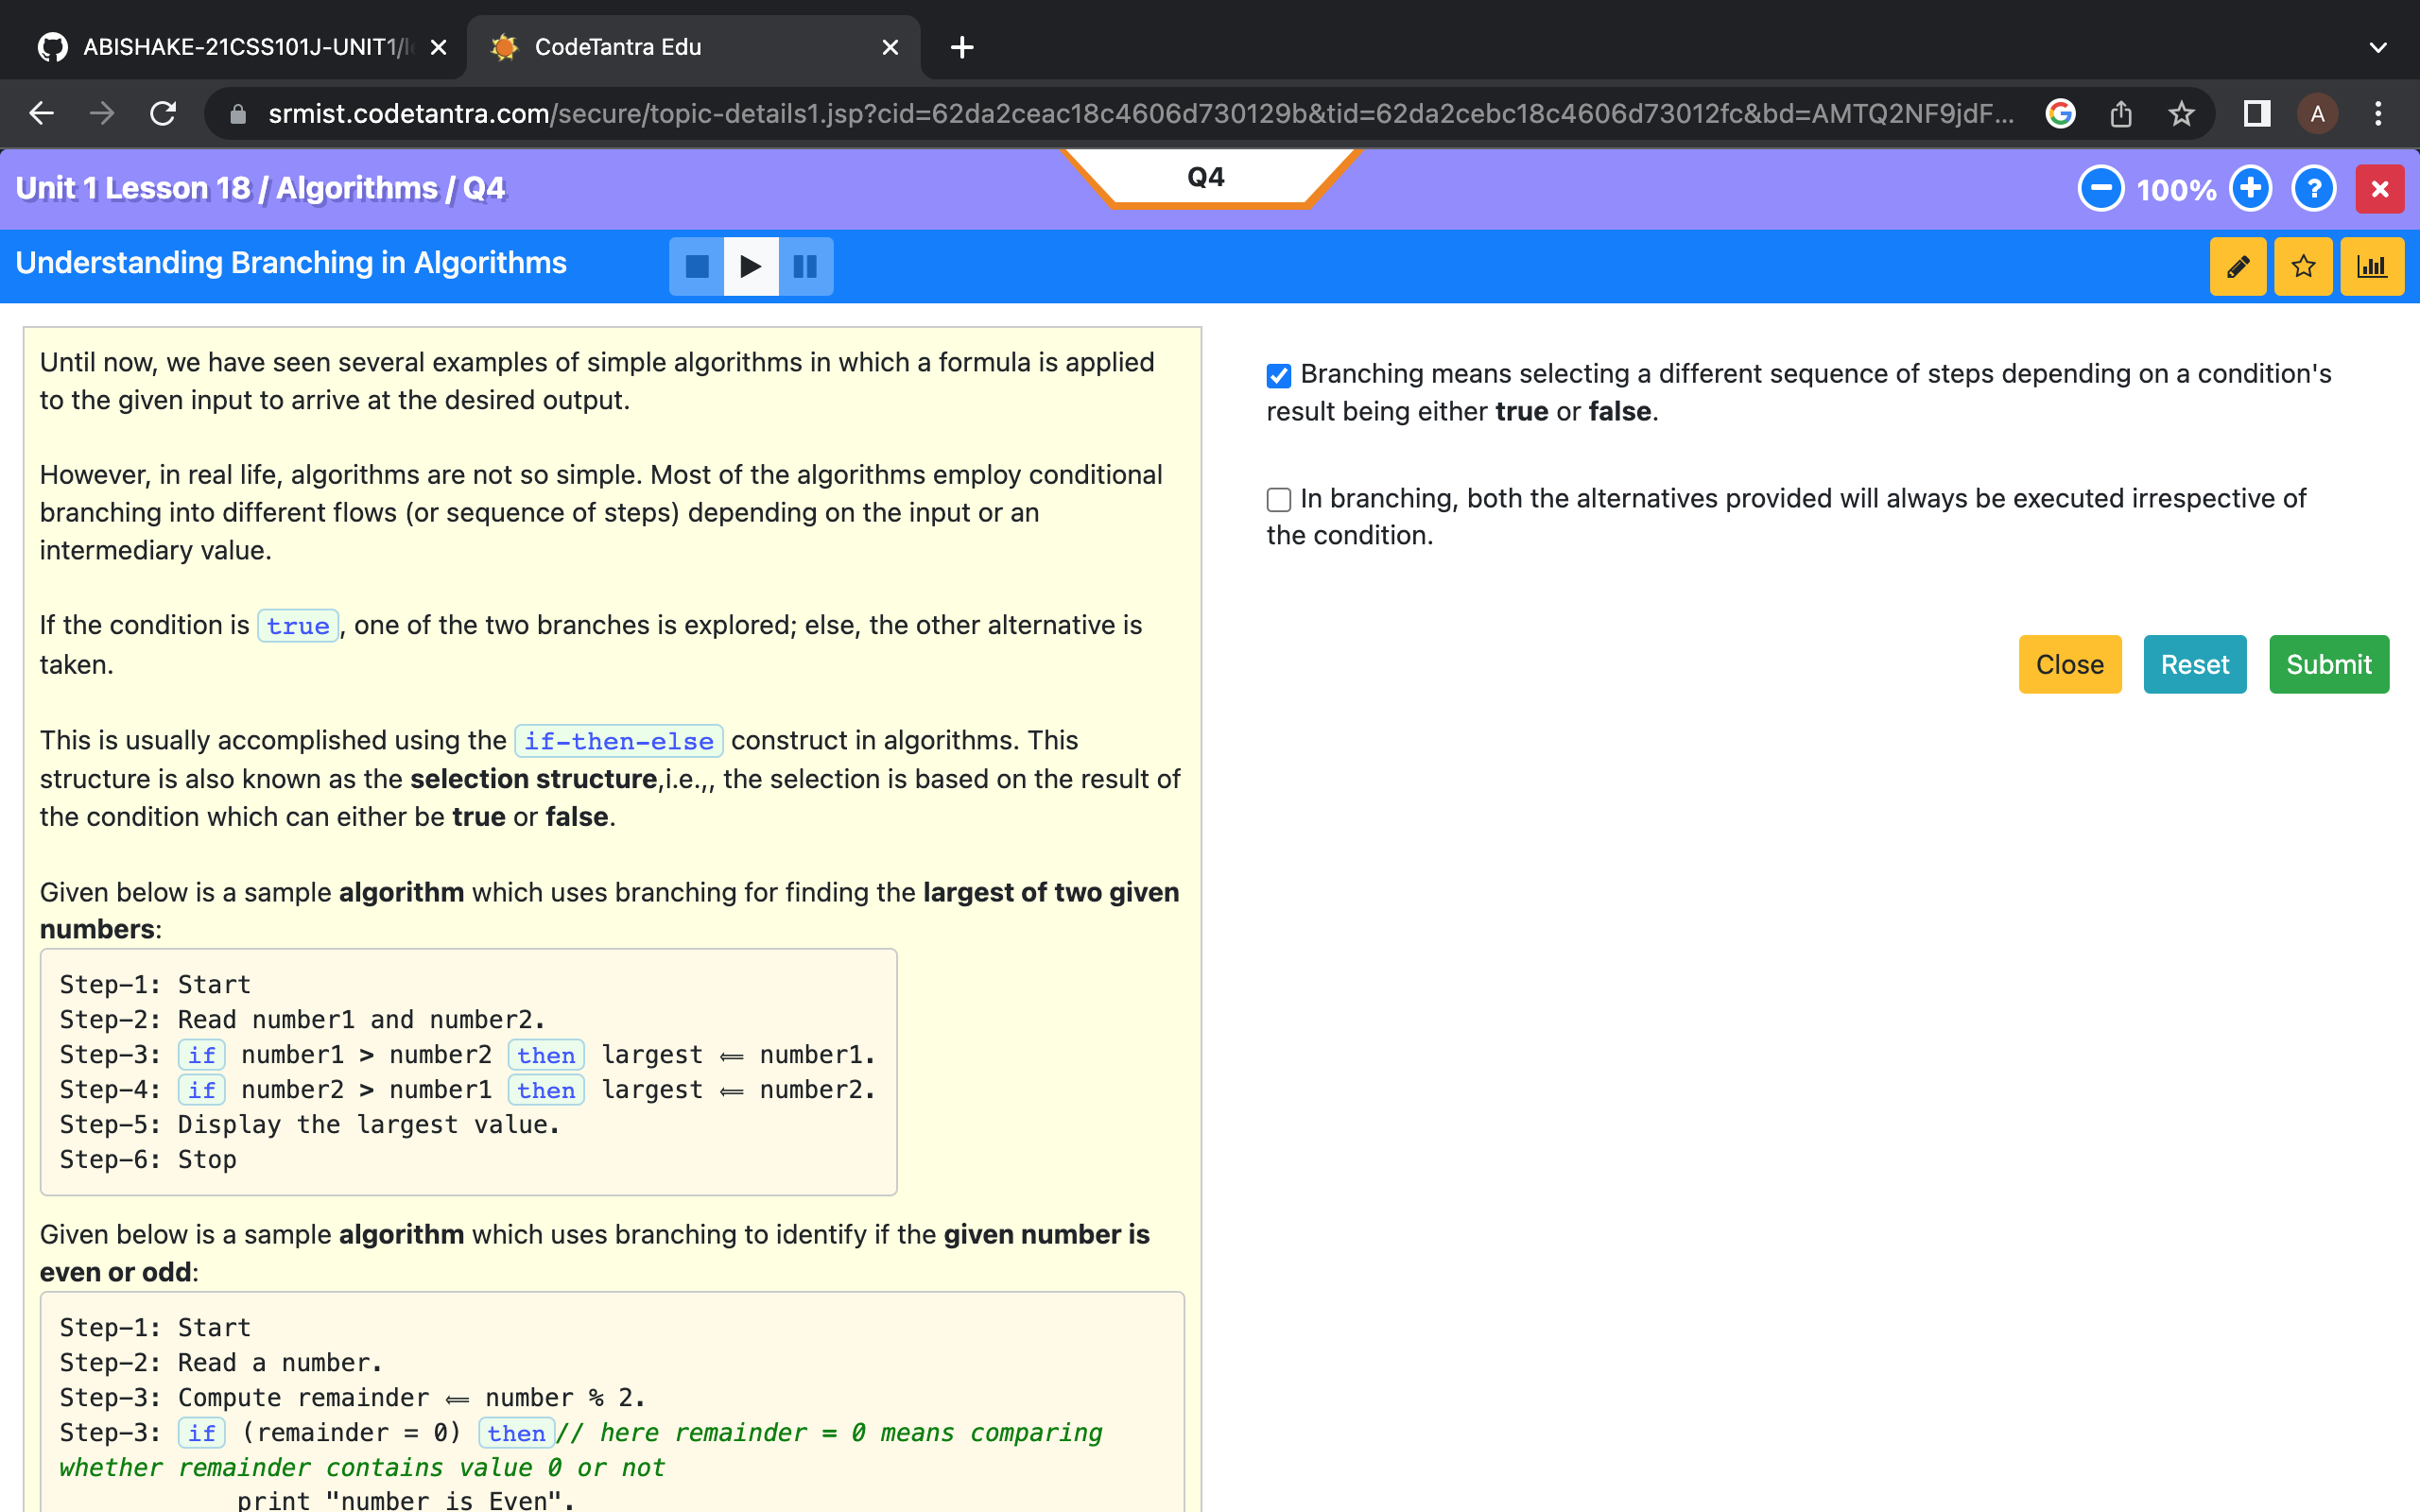 ABISHAKE-21CSS101J-UNIT1/
CodeTantra Edu
srmist.codetantra.com/secure/topic-details1.jsp?cid=62da2ceac18c4606d730129b&tid=62da2cebc18c4606d73012fc&bd=AMTQ2NF9jdF...
A
Unit 1 Lesson 18 / Algorithms / Q4
Q4
100%
Understanding Branching in Algorithms
Until now, we have seen several examples of simple algorithms in which a formula is applied
to the given input to arrive at the desired output.
However, in real life, algorithms are not so simple. Most of the algorithms employ conditional
branching into different flows (or sequence of steps) depending on the input or an
intermediary value.
If the condition is true, one of the two branches is explored; else, the other alternative is
taken.
This is usually accomplished using the if-then-else construct in algorithms. This
structure is also known as the selection structure,i.e.,, the selection is based on the result of
the condition which can either be true or false.
Given below is a sample algorithm which uses branching for finding the largest of two given
numbers:
Step-1: Start
Step-2: Read number1 and number2.
Step-3: if number1 > number2 then largest ⟸ number1.
Step-4: if number2 > number1 then largest ⟸ number2.
Step-5: Display the largest value.
Step-6: Stop
Given below is a sample algorithm which uses branching to identify if the given number is
even or odd:
Step-1: Start
Step-2: Read a number.
Step-3: Compute remainder ⟸ number % 2.
Step-3: if (remainder = 0) then// here remainder = 0 means comparing
whether remainder contains value 0 or not
print "number is Even".
Branching means selecting a different sequence of steps depending on a condition's
result being either true or false.
In branching, both the alternatives provided will always be executed irrespective of
the condition.
Close Reset Submit